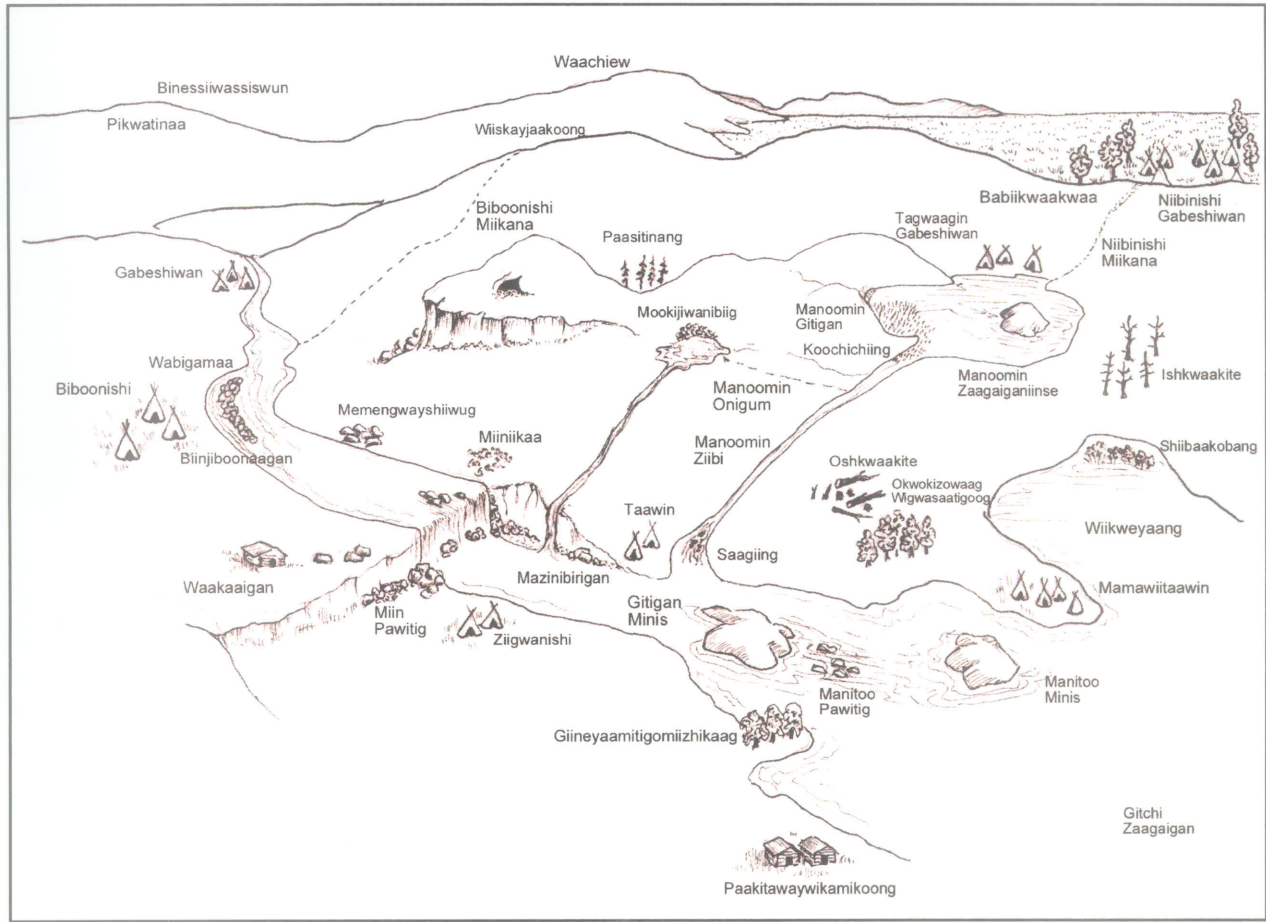 Waachiew
Binessiiwassiswun
Pikwatinaa
Wiiskayjaakoong
Babiikwaakwaa
Niibinishi
Gabeshiwan
Biboonishi
Miikana
Tagwaagin
Gabeshiwan
Paasitinang
Niibinishi
Miikana
Gabeshiwan
Mookijiwanibiig
Manoomin
Gitigan
Koochichiing
Wabigamaa
Manoomin
Zaagaiganiinse
Ishkwaakite
Biboonishi
Manoomin
Onigum
Memengwayshiiwug
Miiniikaa
Manoomin
Ziibi
Shiibaakobang
Biinjiboonaagan
Oshkwaakite
Okwokizowaag
Wigwasaatigoog
Taawin
Wiikweyaang
Saagiing
Waakaaigan
Mazinibirigan
Mamawiitaawin
Miin
Pawitig
Gitigan
Minis
Ziigwanishi
Manitoo
Pawitig
Manitoo
Minis
Giineyaamitigomiizhikaag
Gitchi
Zaagaigan
Paakitawaywikamikoong